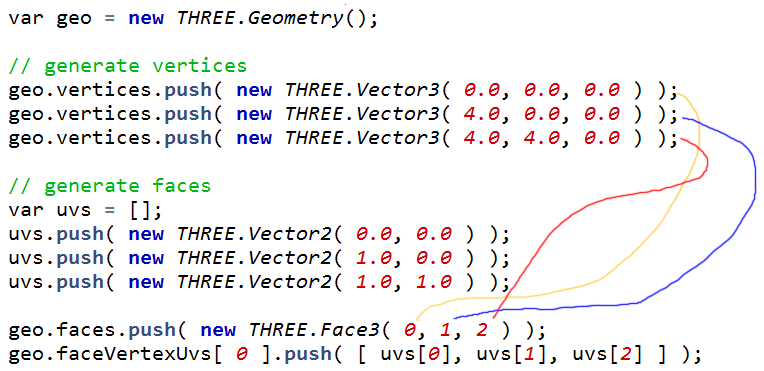 var geo = new THREE.Geometry();
// generate vertices
geo.vertices.push( new THREE.Vector3( 0.0, 0.0, 0.0 ) );
geo.vertices.push( new THREE.Vector3( 4.0, 0.0, 0.0 ) );
geo.vertices.push( new THREE.Vector3( 4.0, 4.0, 0.0 ) );
// generate faces
var uvs = [];
uvs.push( new THREE.Vector2( 0.0, 0.0 ) );
uvs.push( new THREE.Vector2( 1.0, 0.0 ) );
uvs.push( new THREE.Vector2( 1.0, 1.0 ) );
geo.faces.push( new THREE.Face3( 0, 1, 2 ) );
geo.faceVertexUvs[ 0 ].push( [ uvs[0], uvs[1], uvs[2] ] );